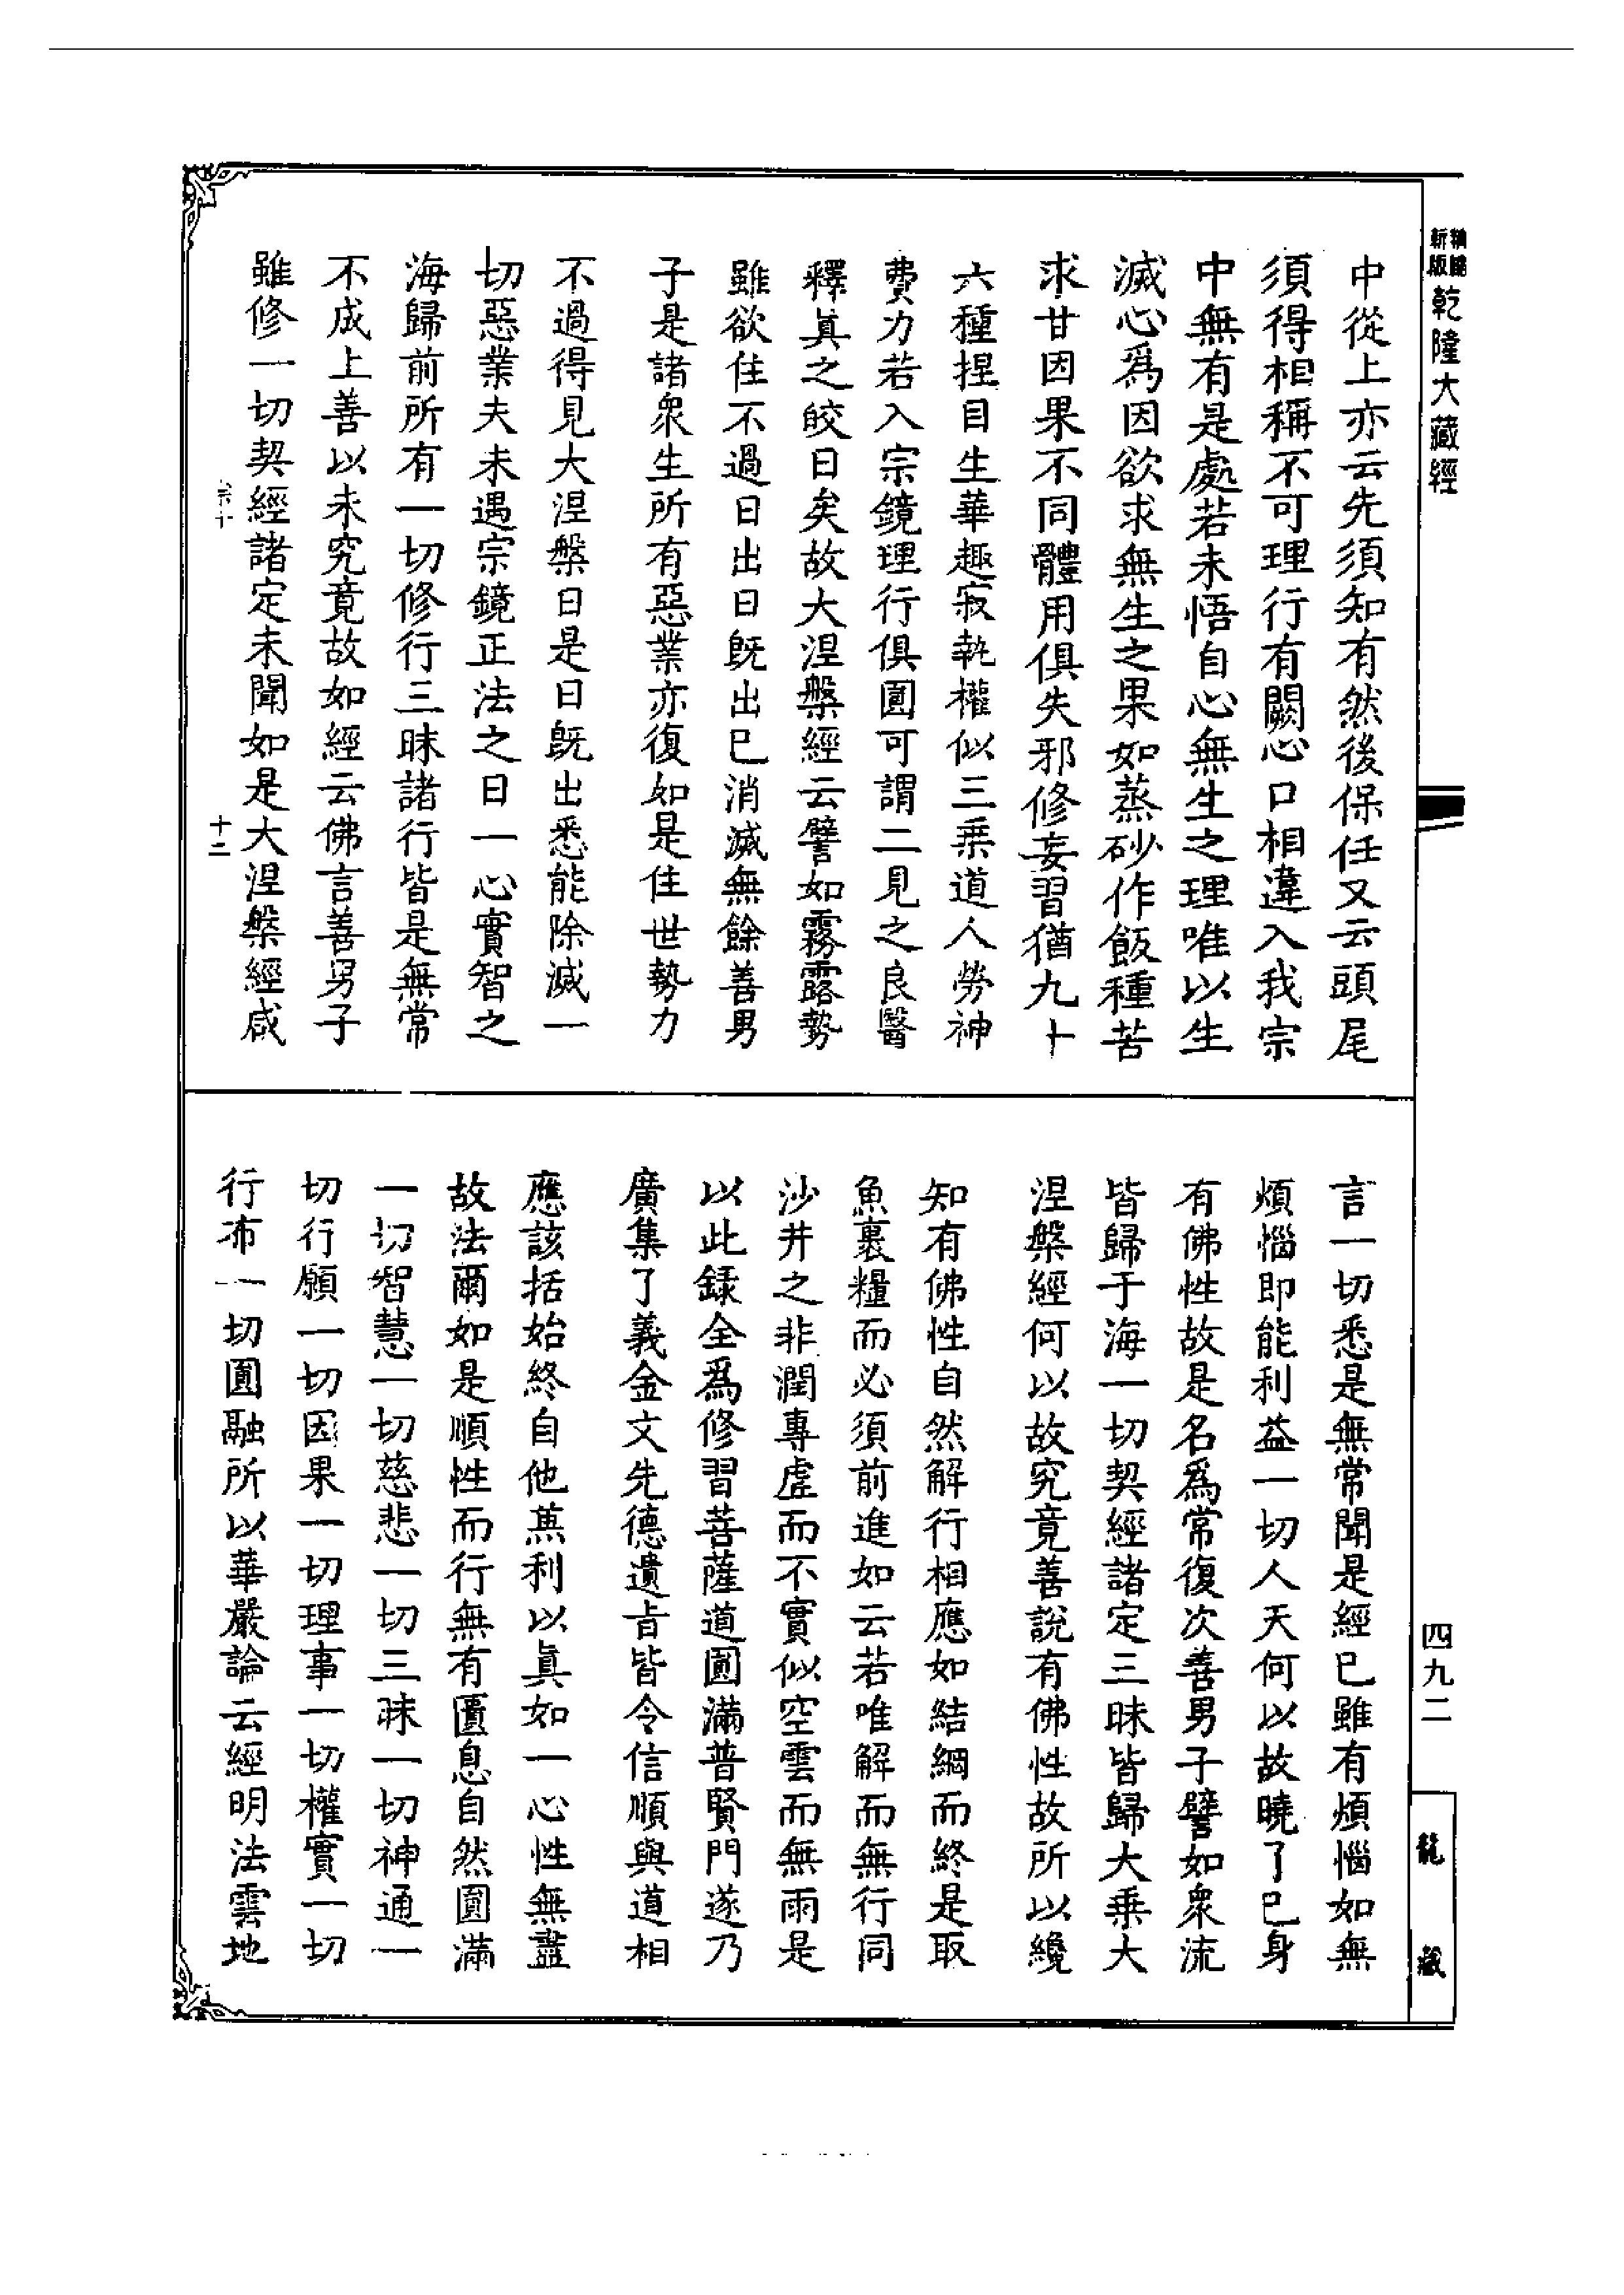 新版
乾隆大藏經
中從上亦云先須知有然後保任又云頭尾
須得相稱不可理行有闕心口相違入我宗
中無有是處若未悟自心無生之理唯以生
滅心爲因欲求無生之果如蒸砂作飯種苦
求甘因果不同體用俱失邪修妄習猶九十
六種捏目生華趣寂執權似三乗道人勞神
費力若入宗鏡理行俱圓可謂二見之良醫
釋眞之皎日矣故大涅槃經云譬如霧露勢
雖欲住不過日出日既出已消滅無餘善男
子是諸衆生所有惡業亦復如是住世勢力
不過得見大涅槃日是日既出悉能除滅一
切惡業夫未遇宗鏡正法之日一心實智之
海歸前所有一切修行三昧諸行皆是無常
不成上善以未究竟故如經云佛言善男子
雖修一切契經諸定未聞如是大涅槃經咸
宗十
十二
言一切悉是無常聞是經已雖有煩惱如無
煩惱即能利益一切人天何以故曉了已身
有佛性故是名爲常復次善男子譬如衆流
皆歸于海一切契經諸定三昧皆歸大乗大
涅槃經何以故究竟善說有佛性故所以纔
知有佛性自然解行相應如結網而終是取
魚裹糧而必須前進如云若唯解而無行同
沙井之非潤專虗而不實似空雲而無雨是
以此録全爲修習菩薩道圓滿普賢門遂乃
廣集了義金文先德遺旨皆令信順與道相
應該括始終自他蕉利以眞如一心性無盡
故法爾如是順性而行無有匱息自然圓滿
一切智慧一切慈悲一切三昧一切神通一
切行願一切因果一切理事一切權實一切
行布一切圓融所以華嚴論云經明法雲地
四九二
龍藏